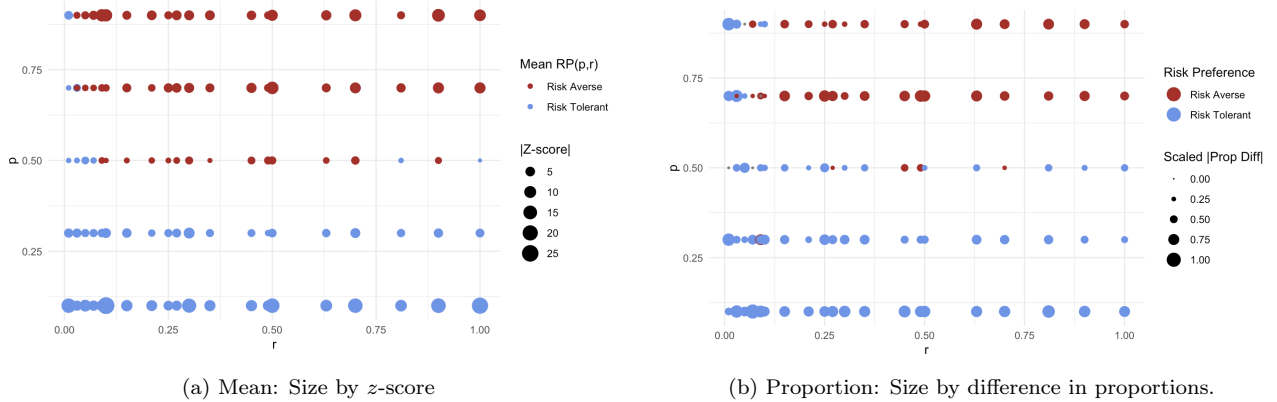 0.75
0.50
0.25
p
0.00
0.25
0.50
0.75
1.00
r
Mean RP(p,r)
Risk Averse
Risk Tolerant
|Z-score|
5
10
15
20
25
(a) Mean: Size by z-score
0.75
0.50
0.25
p
0.00
0.25
0.50
0.75
1.00
r
Risk Preference
Risk Averse
Risk Tolerant
Scaled |Prop Diff|
0.00
0.25
0.50
0.75
1.00
(b) Proportion: Size by difference in proportions.